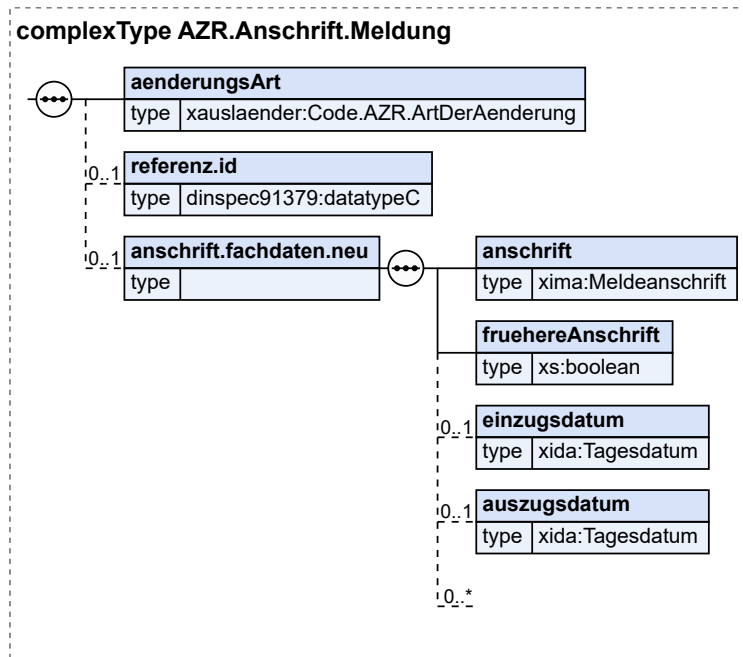 complexType AZR.Anschrift.Meldung
aenderungsArt
type xauslaender:Code.AZR.ArtDerAenderung
0..1
referenz.id
type dinspec91379:datatypeC
0..1
anschrift.fachdaten.neu
type
anschrift
type xima:Meldeanschrift
fruehereAnschrift
type xs:boolean
0..1
einzugsdatum
type xida:Tagesdatum
0..1
auszugsdatum
type xida:Tagesdatum
0..*